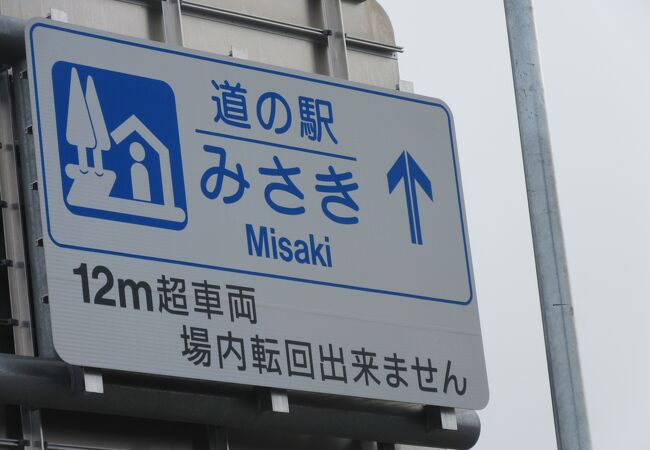 道の駅
みさき
Misaki
12m超車両
場内転回出来ません